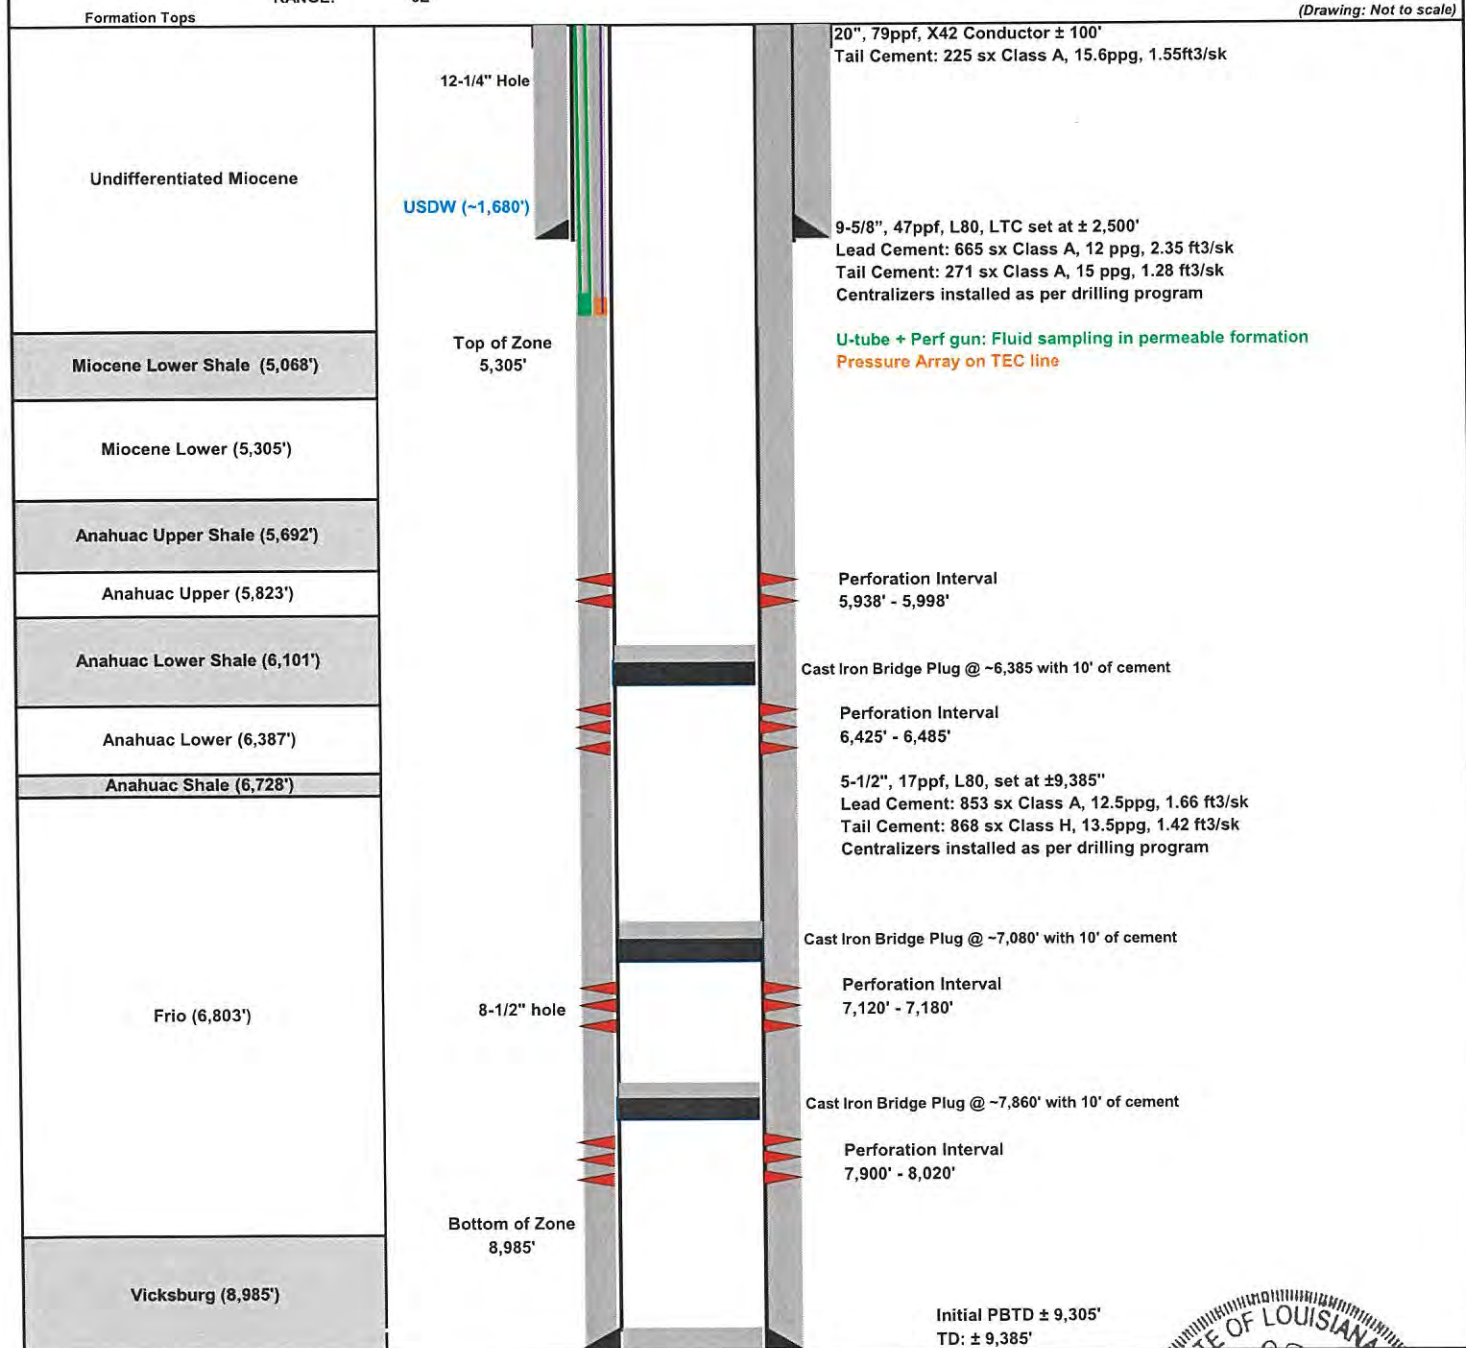 Formation Tops
(Drawing: Not to scale)
20", 79ppf, X42 Conductor ± 100'
Tail Cement: 225 sx Class A, 15.6ppg, 1.55ft3/sk
12-1/4" Hole
Undifferentiated Miocene
USDW (~1,680')
9-5/8", 47ppf, L80, LTC set at ± 2,500'
Lead Cement: 665 sx Class A, 12 ppg, 2.35 ft3/sk
Tail Cement: 271 sx Class A, 15 ppg, 1.28 ft3/sk
Centralizers installed as per drilling program
U-tube + Perf gun: Fluid sampling in permeable formation
Pressure Array on TEC line
Top of Zone
5,305'
Miocene Lower Shale (5,068')
Miocene Lower (5,305')
Anahuac Upper Shale (5,692')
Anahuac Upper (5,823')
Perforation Interval
5,938' - 5,998'
Anahuac Lower Shale (6,101')
Cast Iron Bridge Plug @ ~6,385 with 10' of cement
Perforation Interval
6,425' - 6,485'
Anahuac Lower (6,387')
Anahuac Shale (6,728')
5-1/2", 17ppf, L80, set at ±9,385"
Lead Cement: 853 sx Class A, 12.5ppg, 1.66 ft3/sk
Tail Cement: 868 sx Class H, 13.5ppg, 1.42 ft3/sk
Centralizers installed as per drilling program
Cast Iron Bridge Plug @ ~7,080' with 10' of cement
Perforation Interval
7,120' - 7,180'
8-1/2" hole
Frio (6,803')
Cast Iron Bridge Plug @ ~7,860' with 10' of cement
Perforation Interval
7,900' - 8,020'
Bottom of Zone
8,985'
Vicksburg (8,985')
Initial PBTD ± 9,305'
TD: ± 9,385'
OF LOUISIANA